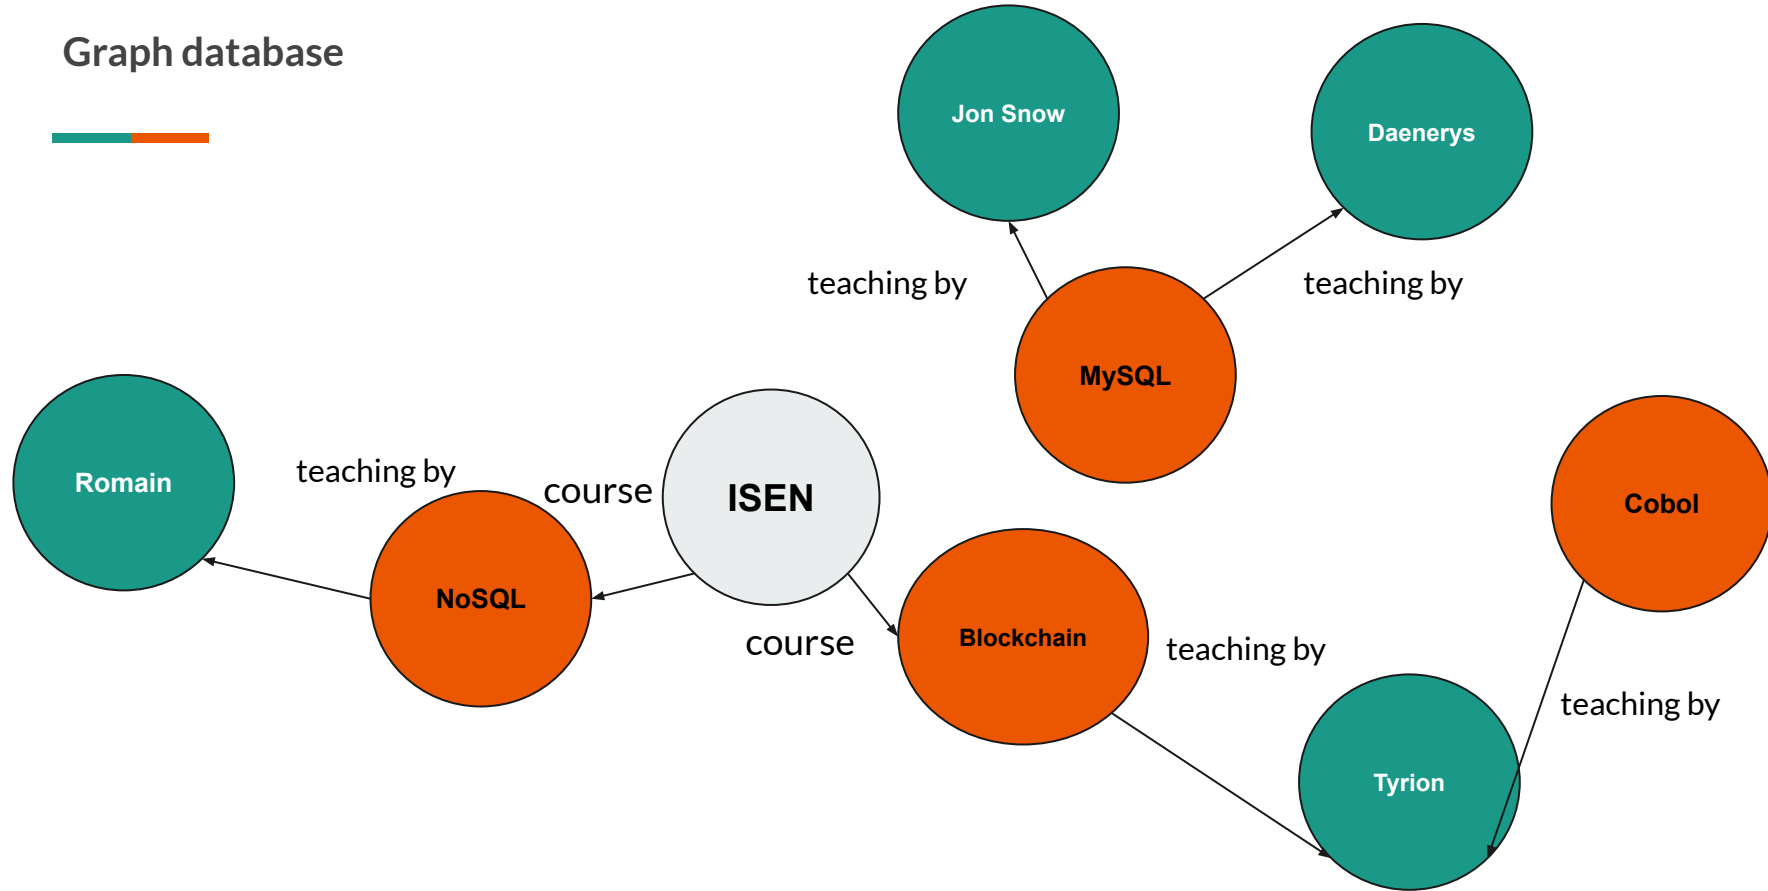 Graph database
Jon Snow
Daenerys
teaching by
teaching by
MySQL
Romain
teaching by
course
ISEN
Cobol
NoSQL
course
Blockchain
teaching by
teaching by
Tyrion